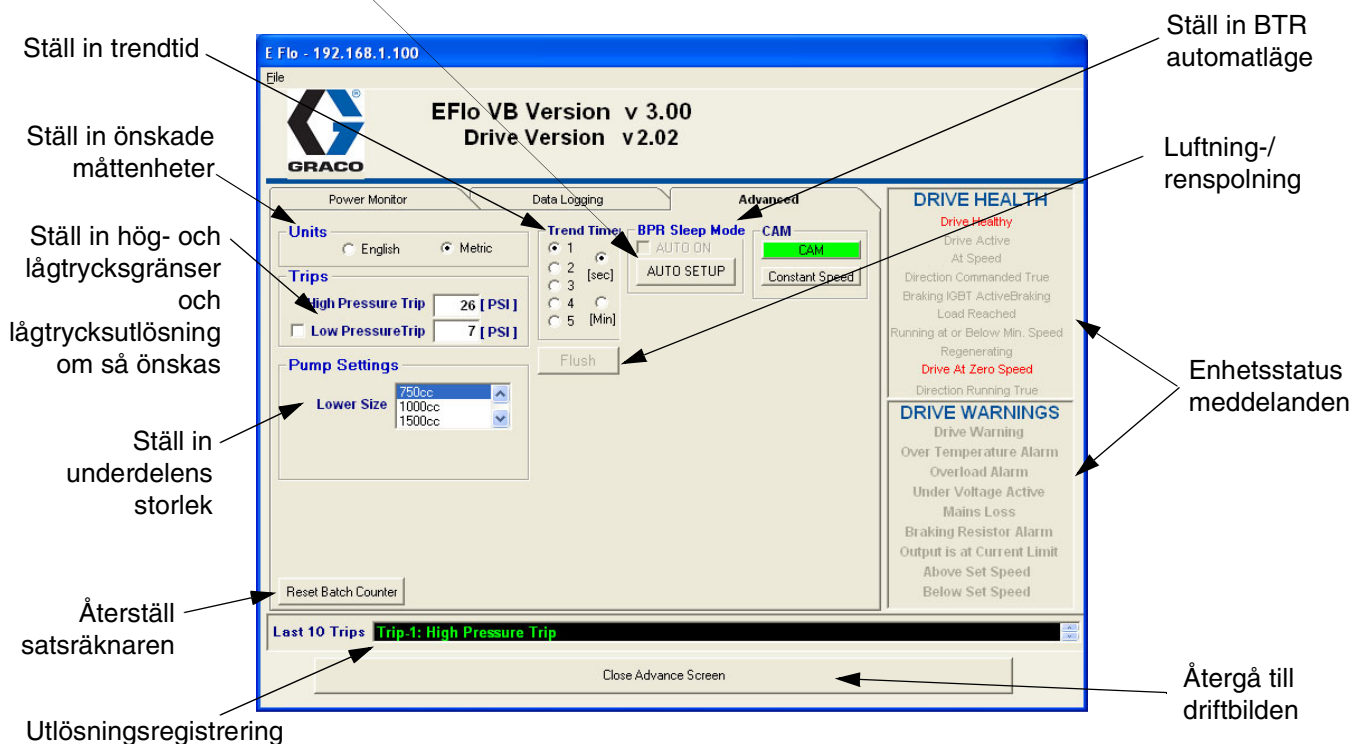 Ställ in trendtid
Ställ in önskade
måttenheter
Ställ in hög- och
lågtrycksgränser
och
lågtrycksutlösning
om så önskas
Ställ in
underdelens
storlek
Återställ
satsräknaren
Utlösningsregistrering
E Flo - 192.168.1.100
File
GRACO
®
EFlo VB Version v 3.00
Drive Version v 2.02
Power Monitor
Data Logging
Advanced
Units
English
Metric
Trips
High Pressure Trip 26 [ PSI ]
Low PressureTrip 7 [ PSI ]
Pump Settings
Lower Size
750cc
1000cc
1500cc
Trend Time:
1
2
3
4
5
[sec]
[Min]
BPR Sleep Mode
AUTO ON
AUTO SETUP
CAM
CAM
Constant Speed
Flush
Reset Batch Counter
DRIVE HEALTH
Drive Healthy
Drive Active
At Speed
Direction Commanded True
Braking IGBT ActiveBraking
Load Reached
Running at or Below Min. Speed
Regenerating
Drive At Zero Speed
Direction Running True
DRIVE WARNINGS
Drive Warning
Over Temperature Alarm
Overload Alarm
Under Voltage Active
Mains Loss
Braking Resistor Alarm
Output is at Current Limit
Above Set Speed
Below Set Speed
Last 10 Trips
Trip-1: High Pressure Trip
Close Advance Screen
Ställ in BTR
automatläge
Luftning-/
renspolning
Enhetsstatus
meddelanden
Återgå till
driftbilden